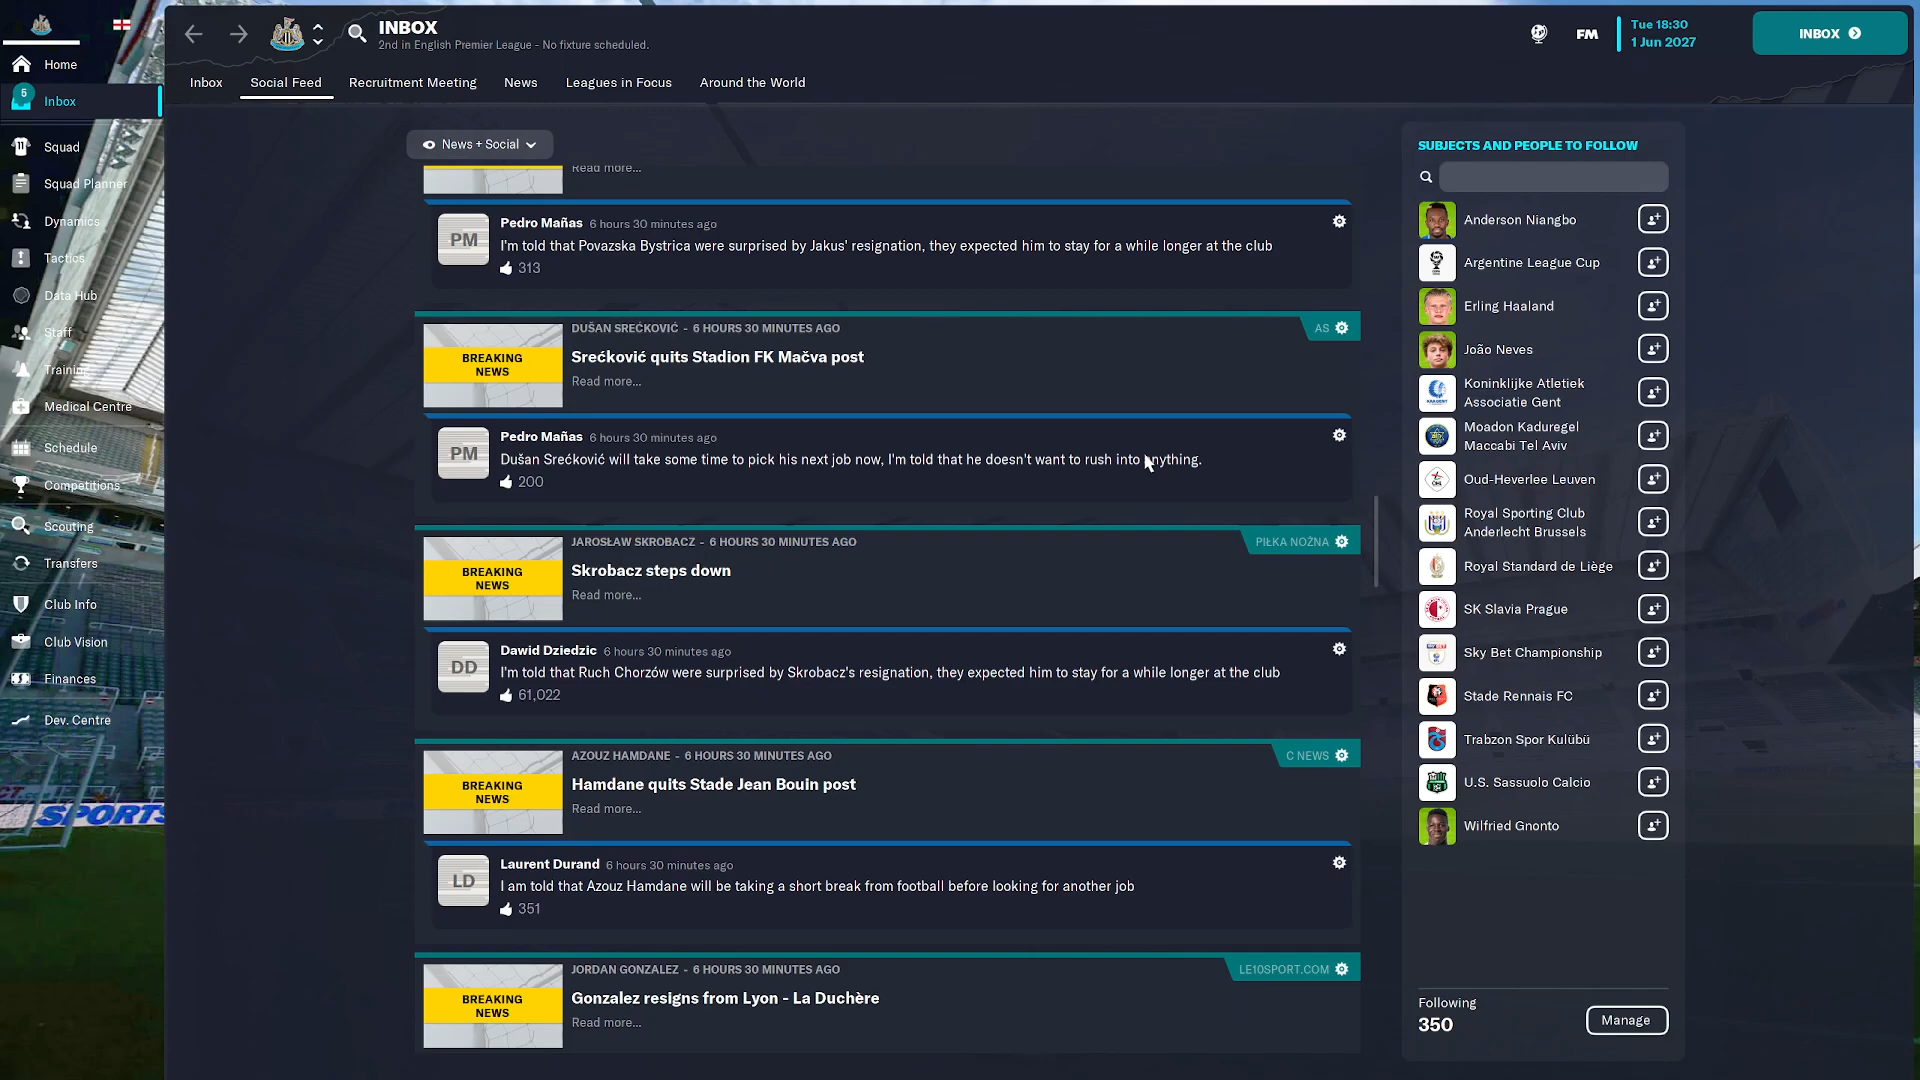 INBOX
2nd in English Premier League - No fixture scheduled.
FM
Tue 18:30
1 Jun 2027
INBOX
Inbox
Social Feed
Recruitment Meeting
News
Leagues in Focus
Around the World
Home
5
Inbox
Squad
Squad Planner
Dynamics
Tactics
Data Hub
Staff
Training
Medical Centre
Schedule
Competitions
Scouting
Transfers
Club Info
Club Vision
Finances
Dev. Centre
SPORTS
News + Social
Read more...
PM
Pedro Mañas 6 hours 30 minutes ago
I'm told that Povazska Bystrica were surprised by Jakus' resignation, they expected him to stay for a while longer at the club
313
DUŠAN SREĆKOVIĆ - 6 HOURS 30 MINUTES AGO
AS
BREAKING
NEWS
Srećković quits Stadion FK Mačva post
Read more...
PM
Pedro Mañas 6 hours 30 minutes ago
Dušan Srećković will take some time to pick his next job now, I'm told that he doesn't want to rush into anything.
200
JAROSŁAW SKROBACZ - 6 HOURS 30 MINUTES AGO
PIŁKA NOŻNA
BREAKING
NEWS
Skrobacz steps down
Read more...
DD
Dawid Dziedzic 6 hours 30 minutes ago
I'm told that Ruch Chorzów were surprised by Skrobacz's resignation, they expected him to stay for a while longer at the club
61,022
AZOUZ HAMDANE - 6 HOURS 30 MINUTES AGO
C NEWS
BREAKING
NEWS
Hamdane quits Stade Jean Bouin post
Read more...
LD
Laurent Durand 6 hours 30 minutes ago
I am told that Azouz Hamdane will be taking a short break from football before looking for another job
351
JORDAN GONZALEZ - 6 HOURS 30 MINUTES AGO
LE10SPORT.COM
BREAKING
NEWS
Gonzalez resigns from Lyon - La Duchère
Read more...
SUBJECTS AND PEOPLE TO FOLLOW
Anderson Niangbo
Argentine League Cup
Erling Haaland
João Neves
Koninklijke Atletiek
Associatie Gent
Moadon Kaduregel
Maccabi Tel Aviv
Oud-Heverlee Leuven
Royal Sporting Club
Anderlecht Brussels
Royal Standard de Liège
SK Slavia Prague
Sky Bet Championship
Stade Rennais FC
Trabzon Spor Kulübü
U.S. Sassuolo Calcio
Wilfried Gnonto
Following
350
Manage